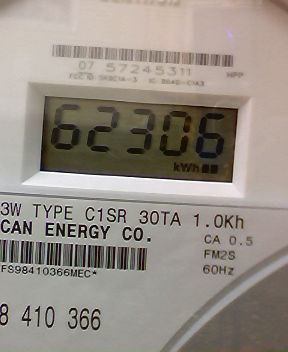 07 57245311 HPP
62306
kWh
3W TYPE C1SR 30TA 1.0Kh
CAN ENERGY CO.
CA 0.5
FM2S
FS98410366MEC*
60Hz
8 410 366